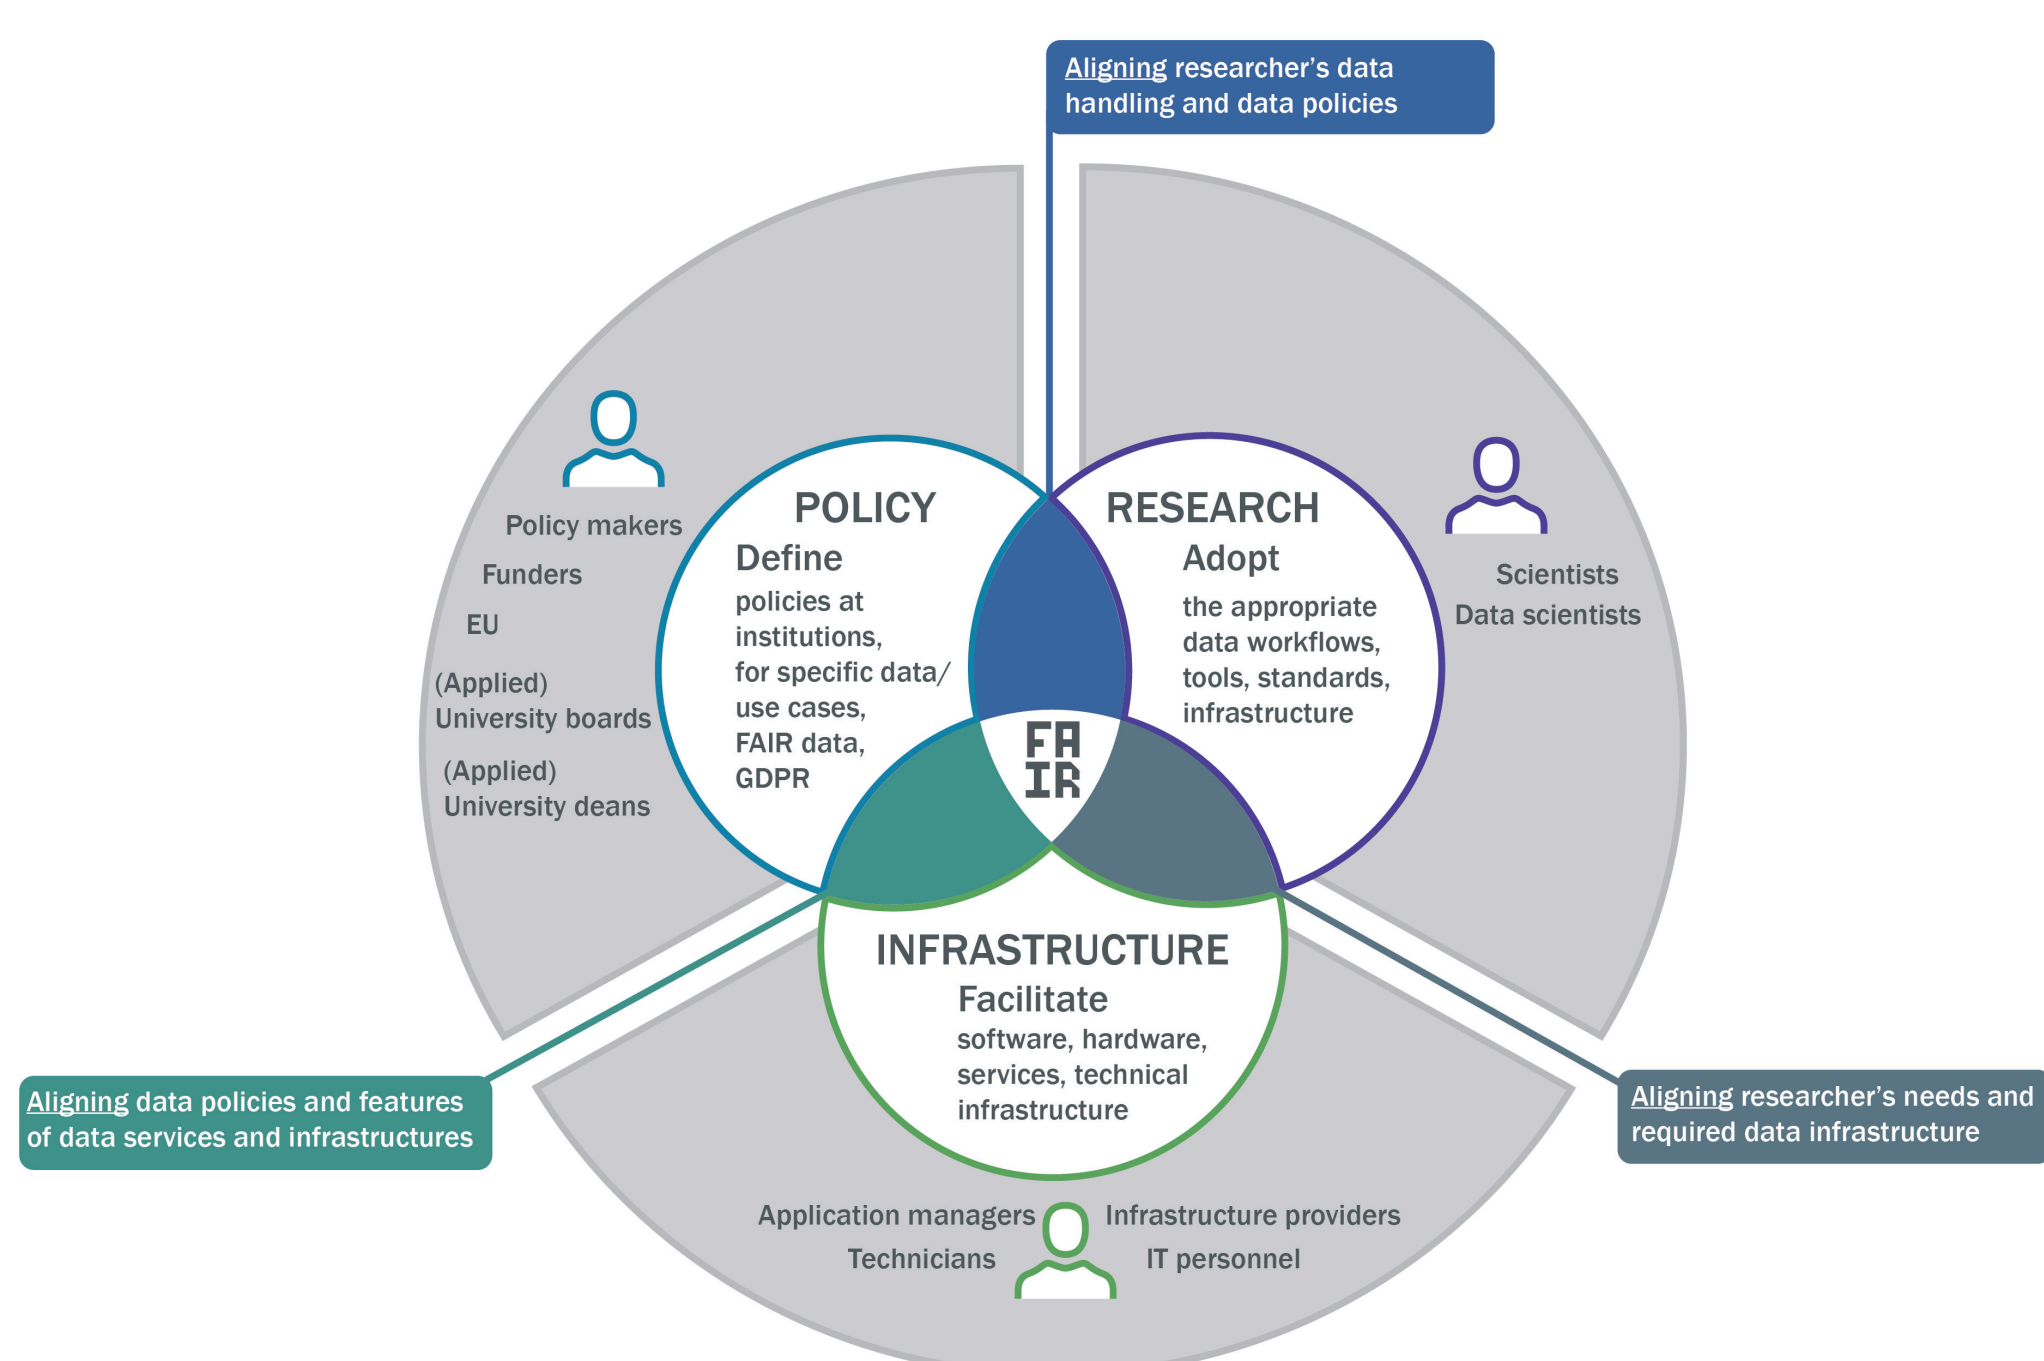 Aligning researcher's data
handling and data policies
Policy makers
Funders
EU
(Applied)
University boards
(Applied)
University deans
POLICY
Define
policies at
institutions,
for specific data/
use cases,
FAIR data,
GDPR
RESEARCH
Adopt
the appropriate
data workflows,
tools, standards,
infrastructure
Scientists
Data scientists
FA
IR
INFRASTRUCTURE
Facilitate
software, hardware,
services, technical
infrastructure
Aligning data policies and features
of data services and infrastructures
Aligning researcher's needs and
required data infrastructure
Application managers
Technicians
Infrastructure providers
IT personnel